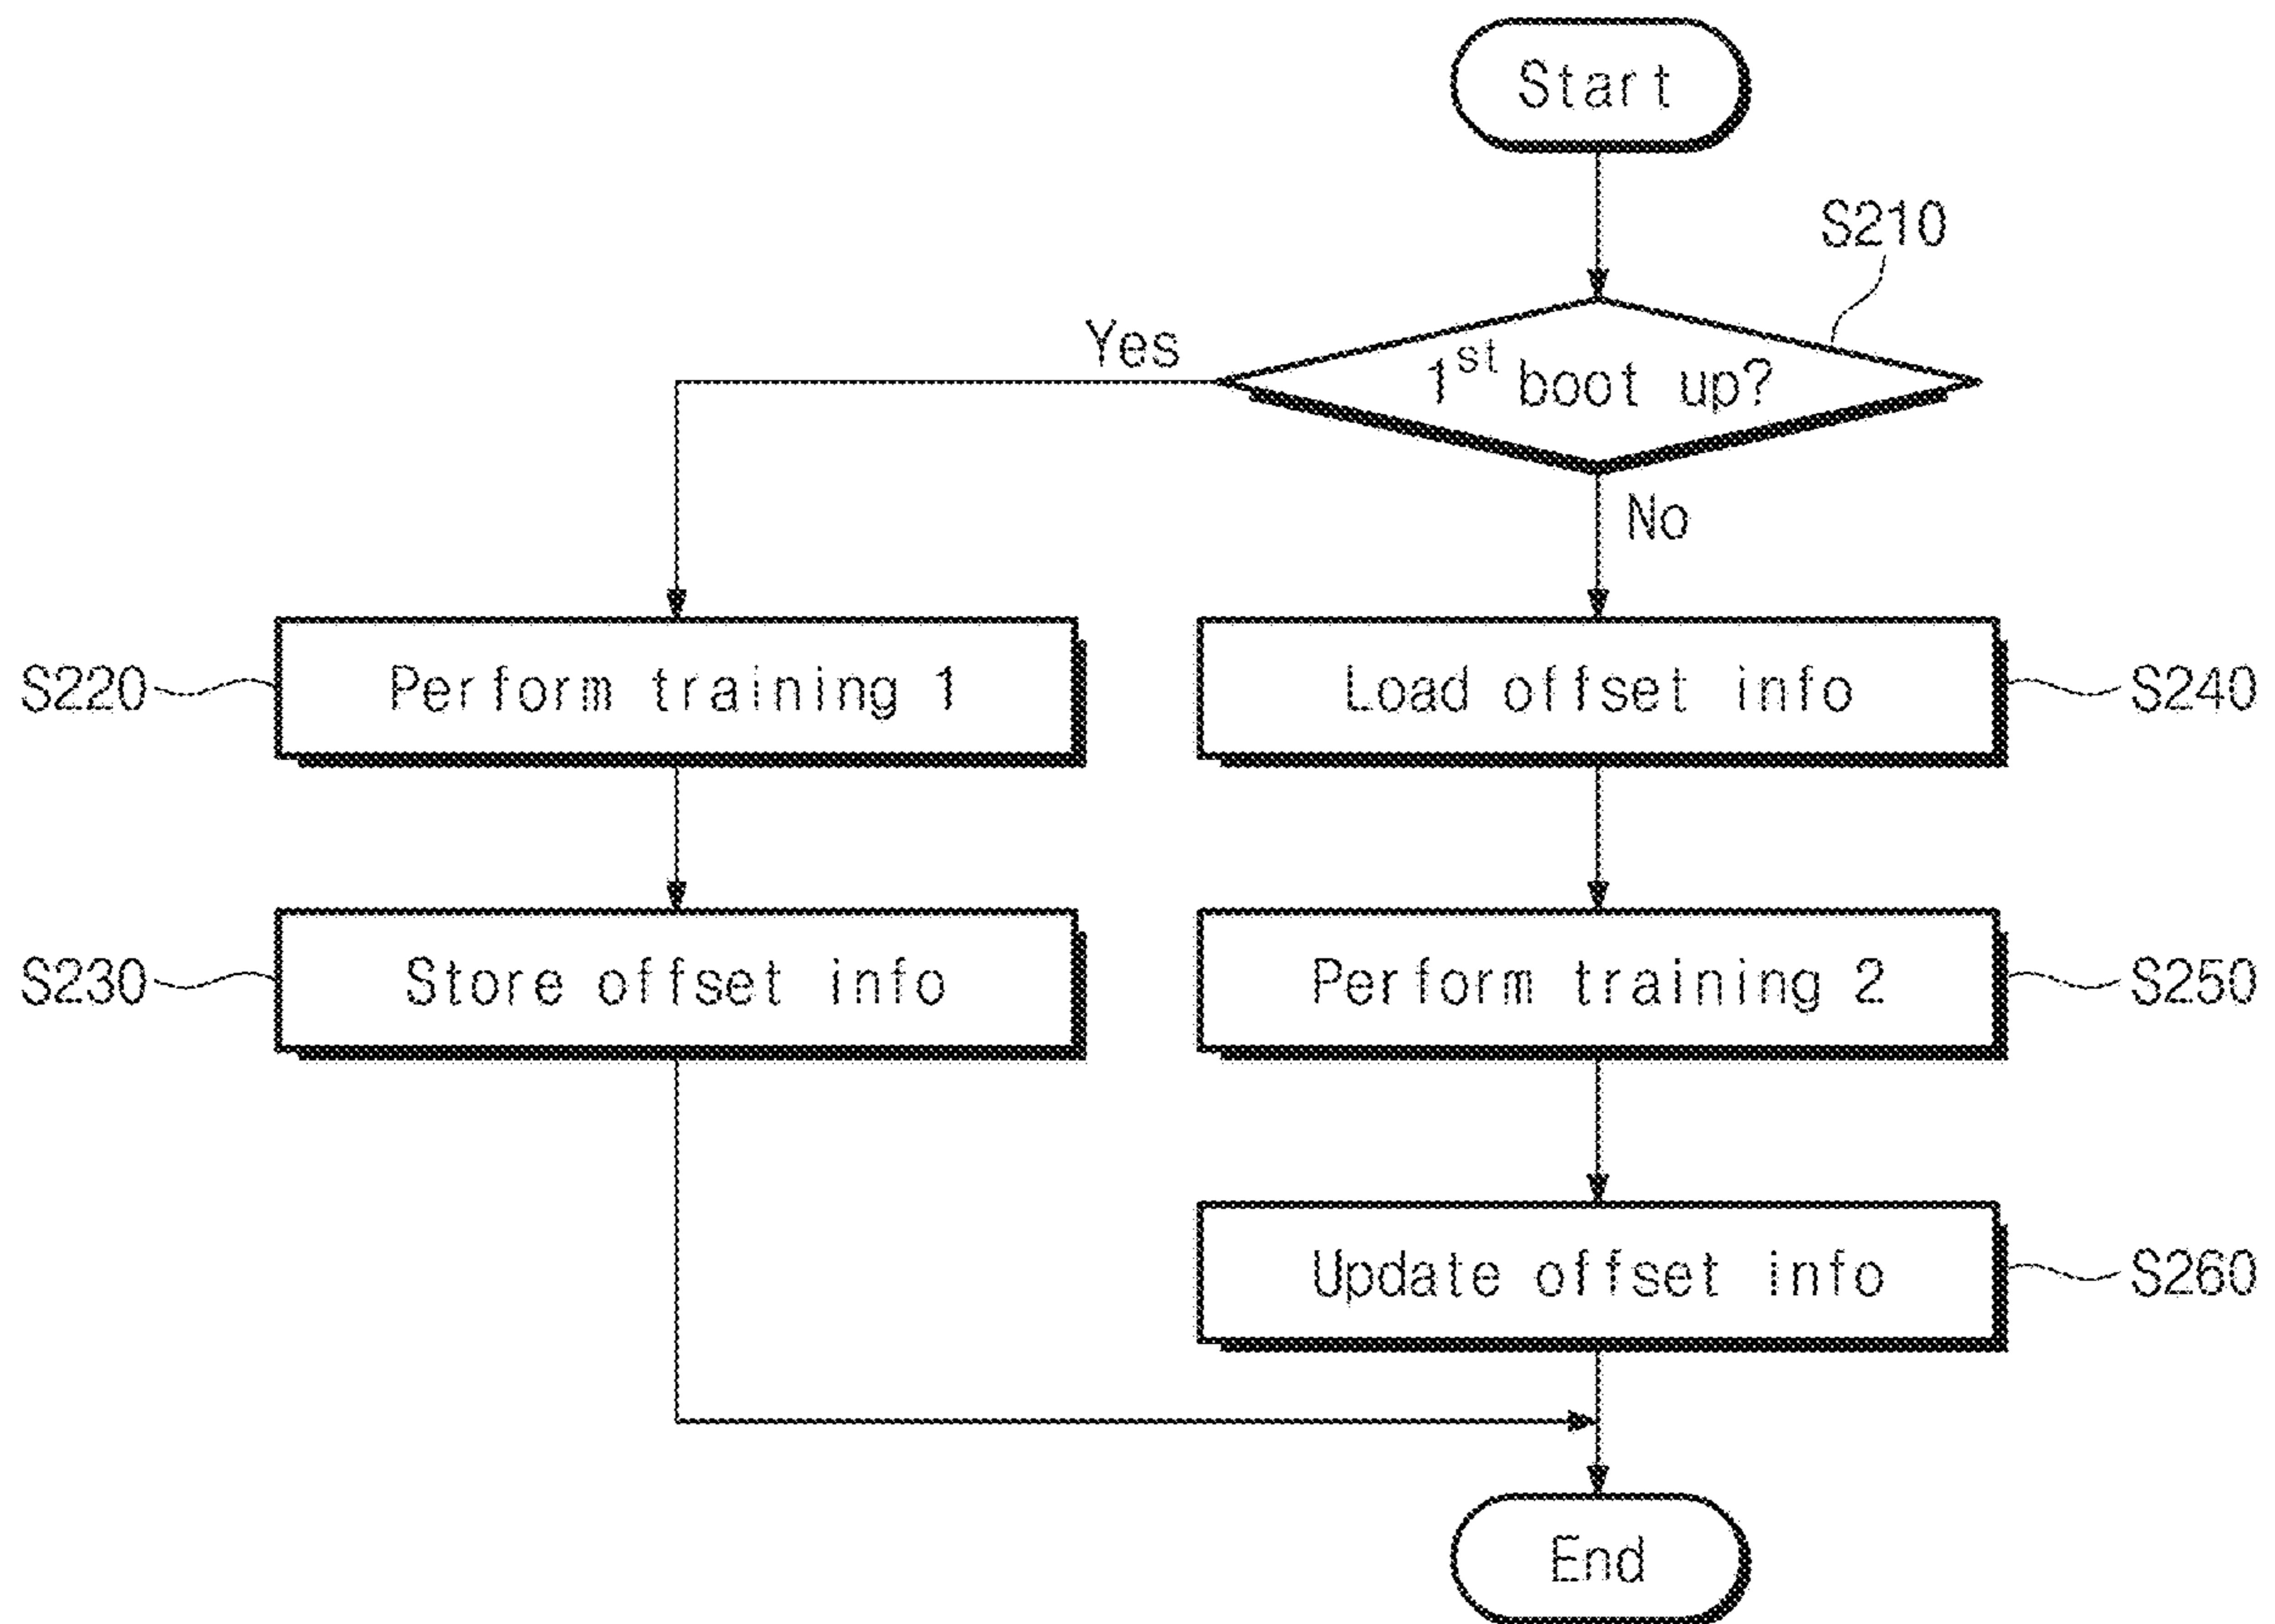 Start
S210
Yes
1st boot up?
No
S220
Perform training 1
Load offset info
S240
S230
Store offset info
Perform training 2
S250
Update offset info
S260
End